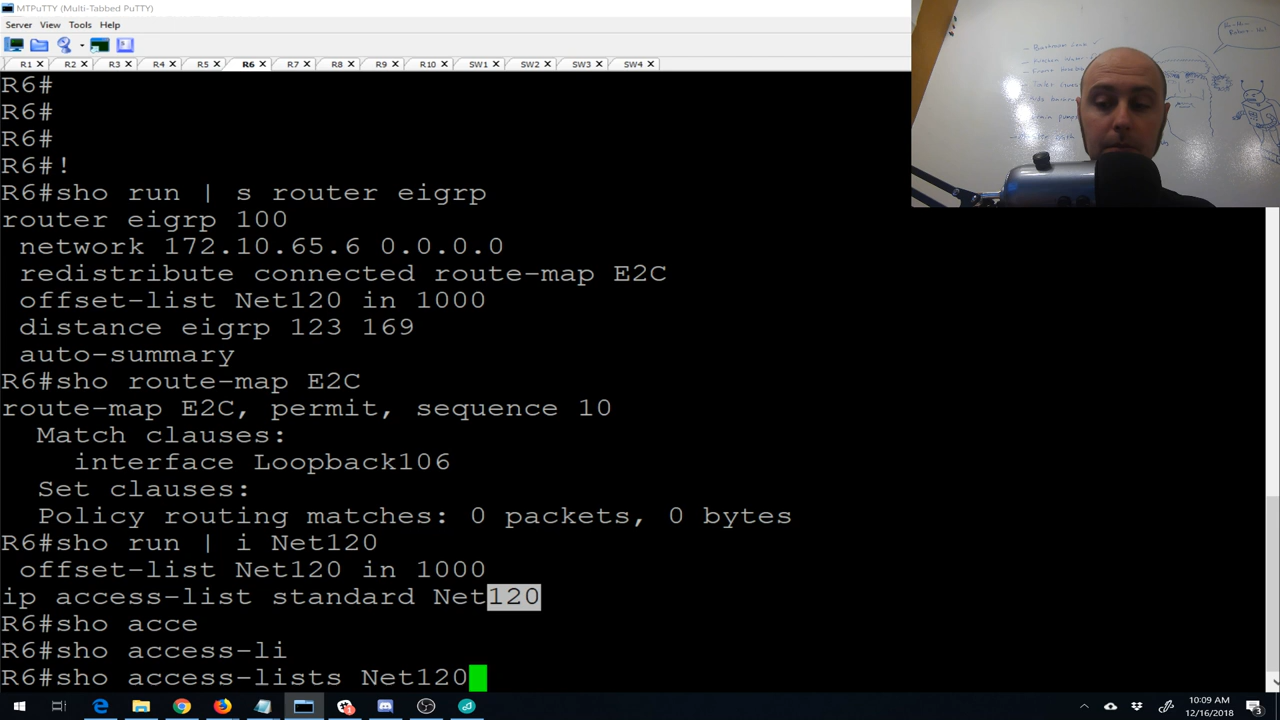 MTPuTTY (Multi-Tabbed PuTTY)
Server View Tools Help
R1 R2 R3 R4 R5 R6 R7 R8 R9 R10 SW1 SW2 SW3 SW4
R6#
R6#
R6#
R6#!
R6#sho run | s router eigrp
router eigrp 100
network 172.10.65.6 0.0.0.0
redistribute connected route-map E2C
offset-list Net120 in 1000
distance eigrp 123 169
auto-summary
R6#sho route-map E2C
route-map E2C, permit, sequence 10
Match clauses:
interface Loopback106
Set clauses:
Policy routing matches: 0 packets, 0 bytes
R6#sho run | i Net120
offset-list Net120 in 1000
ip access-list standard Net120
R6#sho acce
R6#sho access-li
R6#sho access-lists Net120
10:09 AM
12/16/2018
3